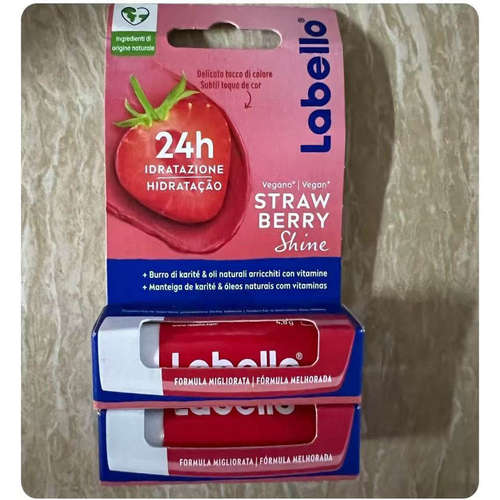 Ingredienti di
origine naturale
Labello®
Delicato tocco di colore
Subtil toque de cor
24h
IDRATAZIONE
HIDRATAÇÃO
Vegano* | Vegan*
STRAW
BERRY
Shine
+ Burro di karité & oli naturali arricchiti con vitamine
+ Manteiga de karité & óleos naturais com vitaminas
Labello®
FORMULA MIGLIORATA | FÓRMULA MELHORADA
Labello®
FORMULA MIGLIORATA | FÓRMULA MELHORADA